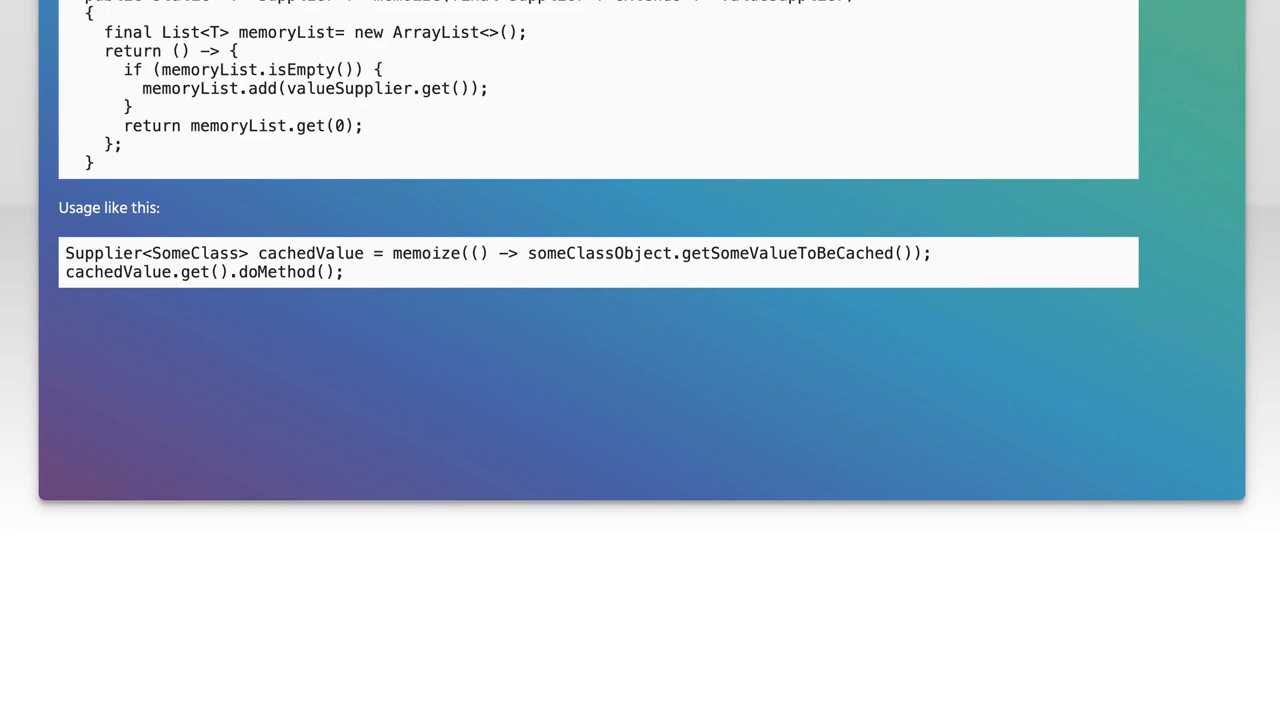 {
final List<T> memoryList= new ArrayList<>();
return () -> {
if (memoryList.isEmpty()) {
memoryList.add(valueSupplier.get());
}
return memoryList.get(0);
};
}
Usage like this:
Supplier<SomeClass> cachedValue = memoize(() -> someClassObject.getSomeValueToBeCached());
cachedValue.get().doMethod();